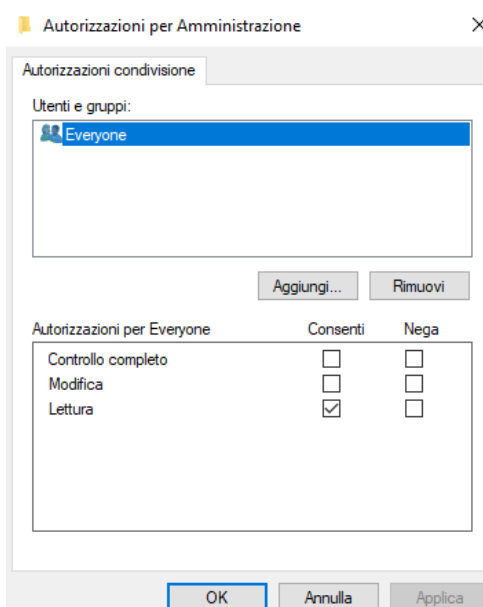 Autorizzazioni per Amministrazione
Autorizzazioni condivisione
Utenti e gruppi:
Everyone
Aggiungi...
Rimuovi
Autorizzazioni per Everyone Consenti Nega
Controllo completo
Modifica
Lettura
OK Annulla Applica